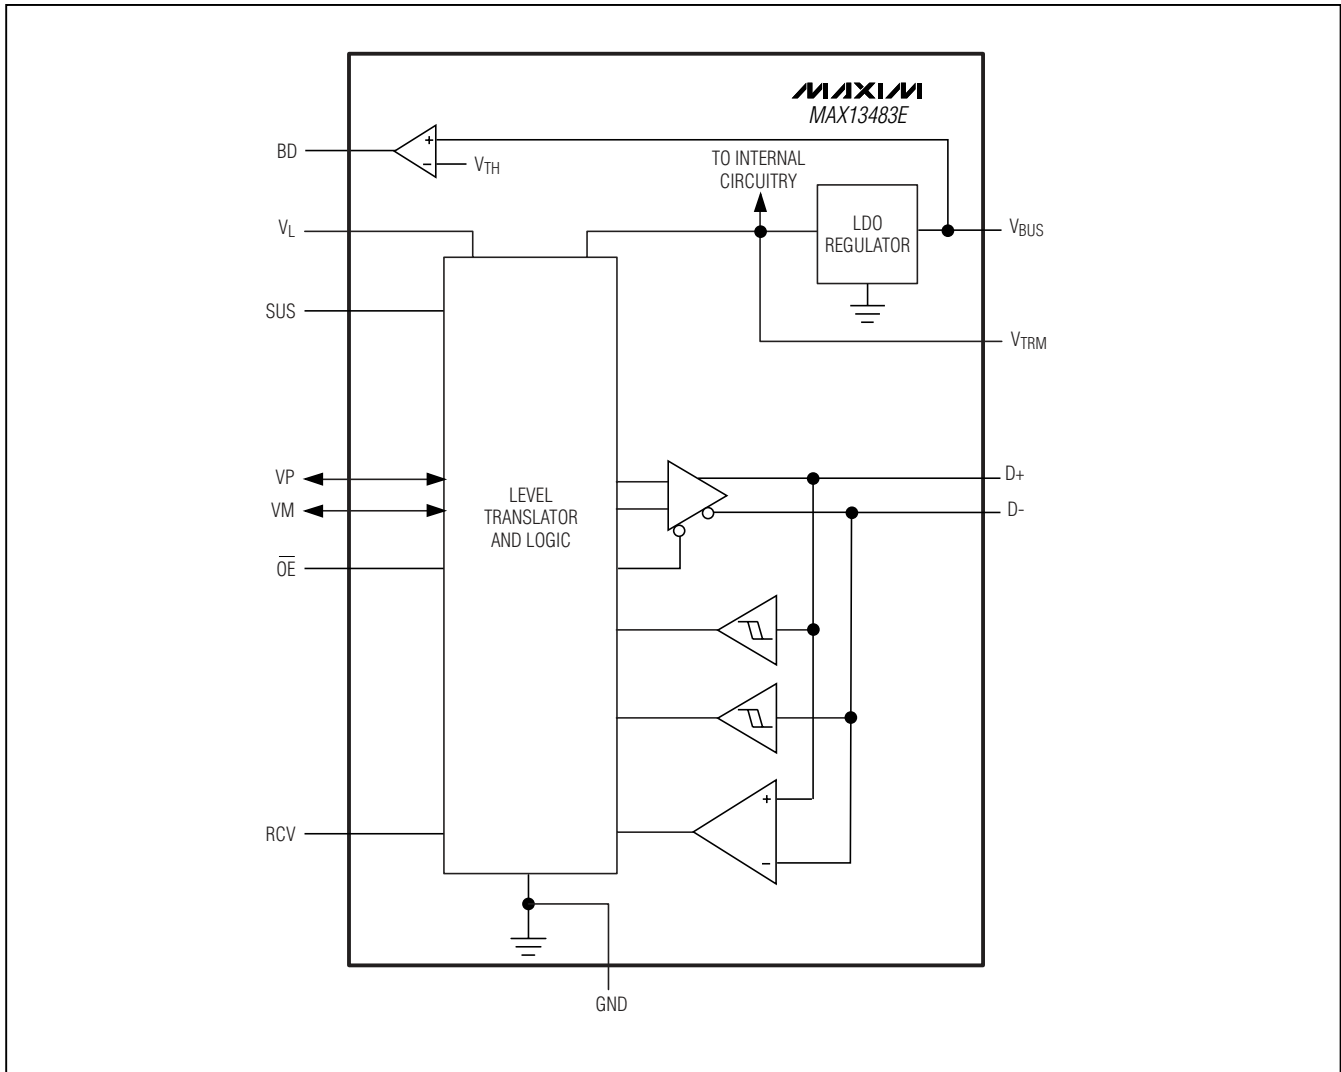 MAXIM
MAX13483E
BD
+
−
VTH
TO INTERNAL
CIRCUITRY
LDO
REGULATOR
VBUS
VL
SUS
VTRM
VP
VM
LEVEL
TRANSLATOR
AND LOGIC
D+
D-
O̅E̅
+
−
RCV
GND